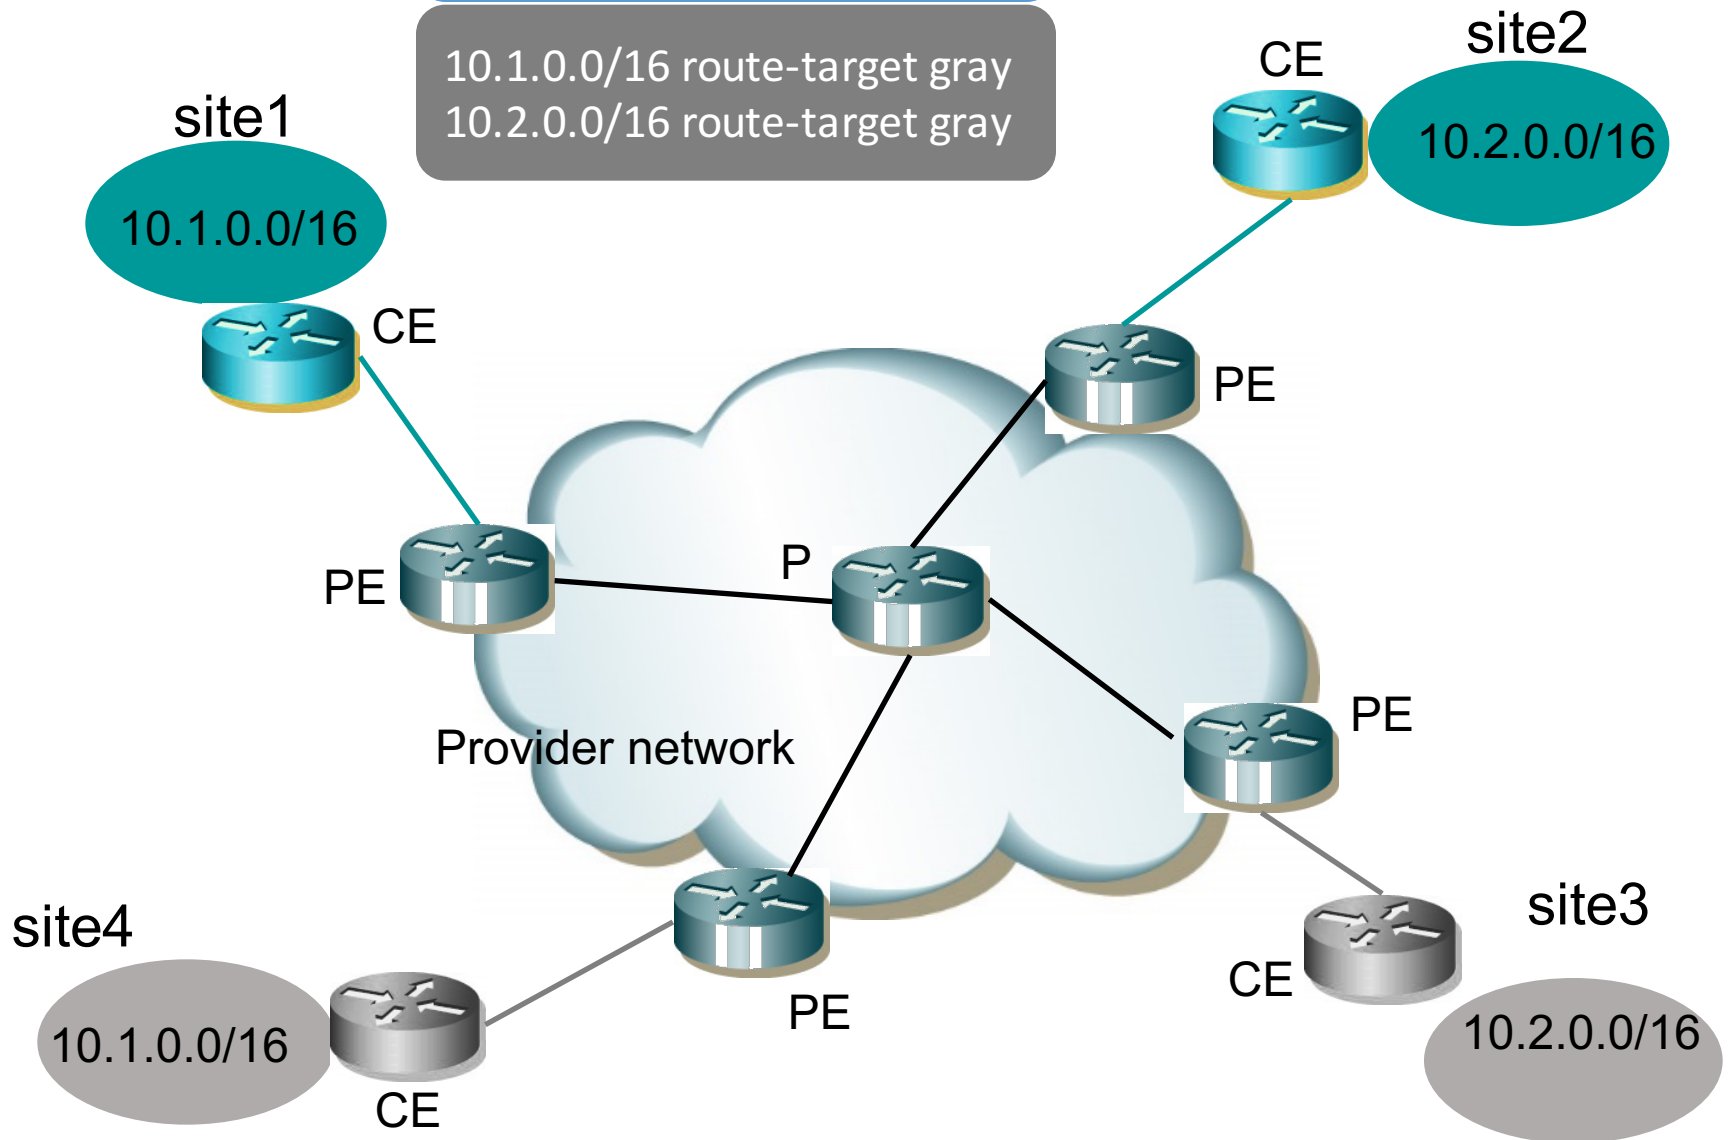 10.1.0.0/16 route-target gray
10.2.0.0/16 route-target gray
site2
CE
10.2.0.0/16
site1
10.1.0.0/16
CE
PE
P
PE
PE
Provider network
site4
10.1.0.0/16
CE
PE
site3
CE
10.2.0.0/16